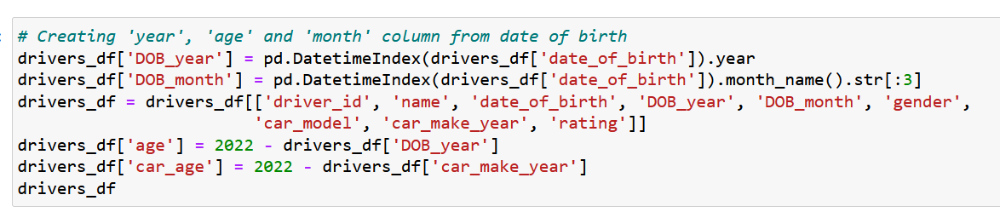 # Creating 'year', 'age' and 'month' column from date of birth
drivers_df['DOB_year'] = pd.DatetimeIndex(drivers_df['date_of_birth']).year
drivers_df['DOB_month'] = pd.DatetimeIndex(drivers_df['date_of_birth']).month_name().str[:3]
drivers_df = drivers_df[['driver_id', 'name', 'date_of_birth', 'DOB_year', 'DOB_month', 'gender',
'car_model', 'car_make_year', 'rating']]
drivers_df['age'] = 2022 - drivers_df['DOB_year']
drivers_df['car_age'] = 2022 - drivers_df['car_make_year']
drivers_df